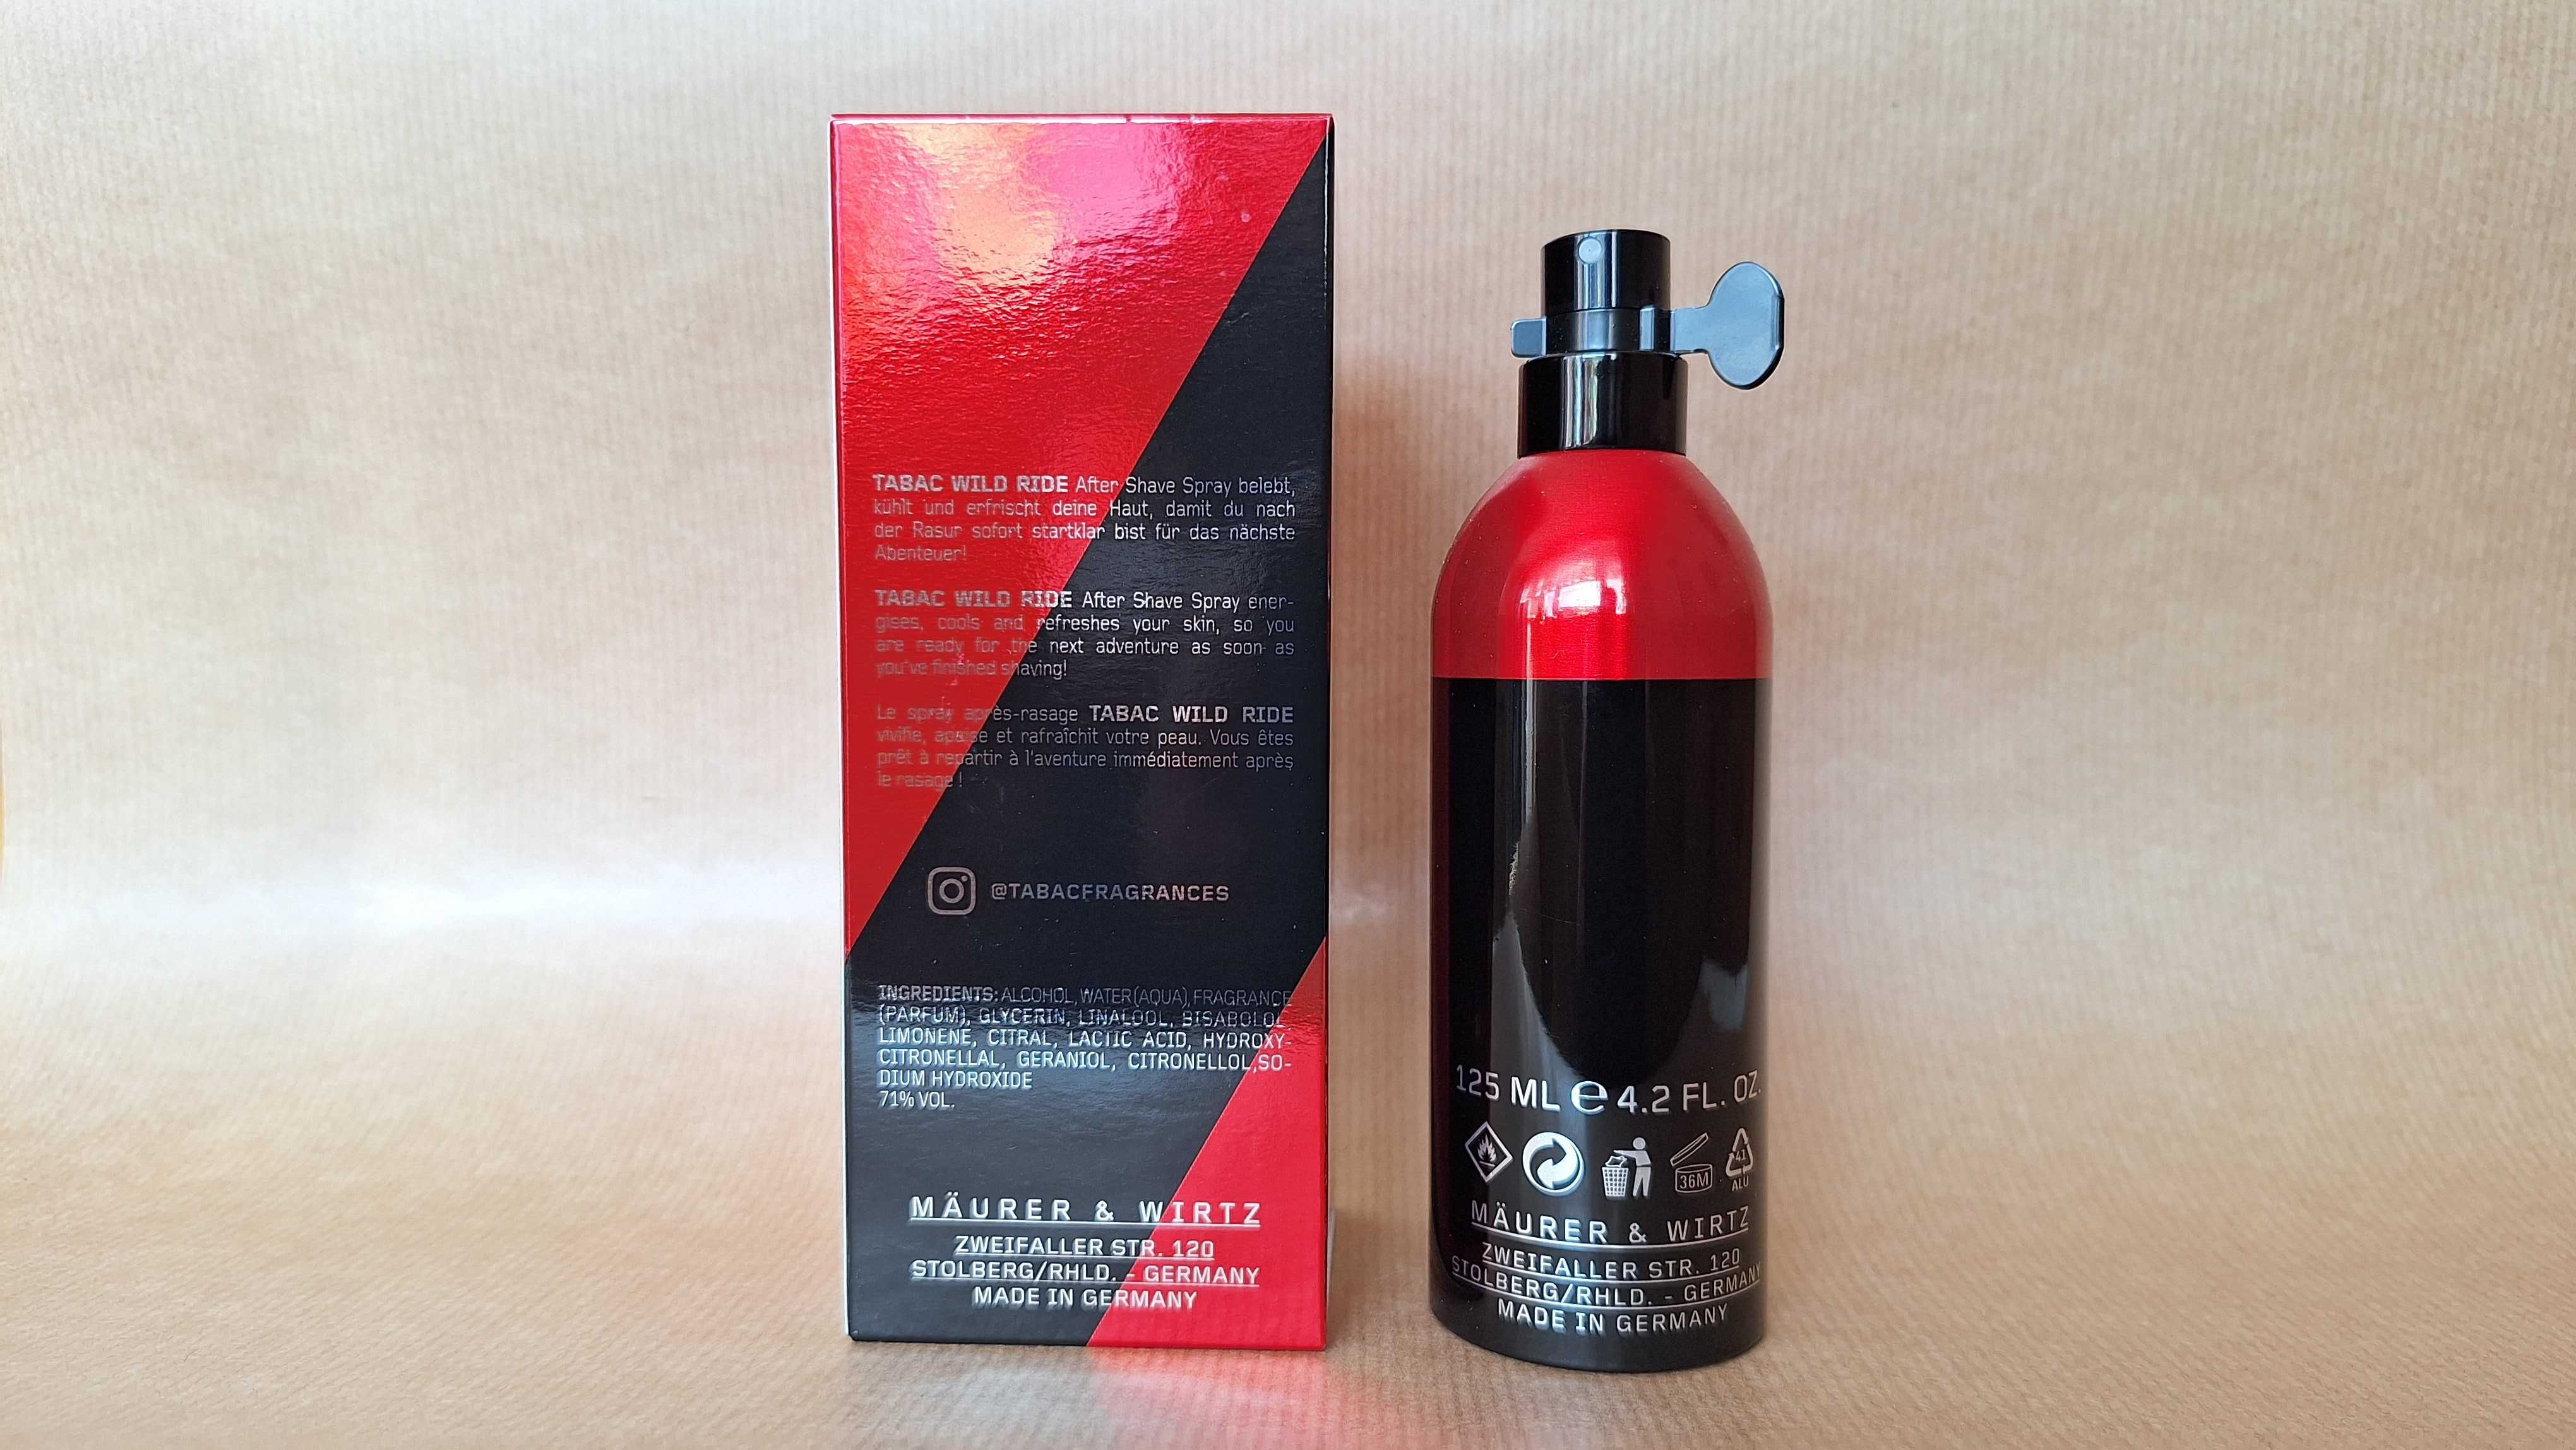 TABAC WILD RIDE After Shave Spray belebt,
kühlt und erfrischt deine Haut, damit du nach
der Rasur sofort startklar bist für das nächste
Abenteuer!
TABAC WILD RIDE After Shave Spray ener-
gises, cools and refreshes your skin, so you
are ready for the next adventure as soon as
you've finished shaving!
Le spray après-rasage TABAC WILD RIDE
vivifie, apaise et rafraîchit votre peau. Vous êtes
prêt à repartir à l'aventure immédiatement après
le rasage !
@TABACFRAGRANCES
INGREDIENTS: ALCOHOL, WATER (AQUA), FRAGRANCE
(PARFUM), GLYCERIN, LINALOOL, BISABOLOL,
LIMONENE, CITRAL, LACTIC ACID, HYDROXY-
CITRONELLAL, GERANIOL, CITRONELLOL,SO-
DIUM HYDROXIDE
71% VOL.
MÄURER & WIRTZ
ZWEIFALLER STR. 120
STOLBERG/RHLD. - GERMANY
MADE IN GERMANY
125 ML e 4.2 FL. OZ.
36M
41
ALU
MÄURER & WIRTZ
ZWEIFALLER STR. 120
STOLBERG/RHLD. - GERMANY
MADE IN GERMANY